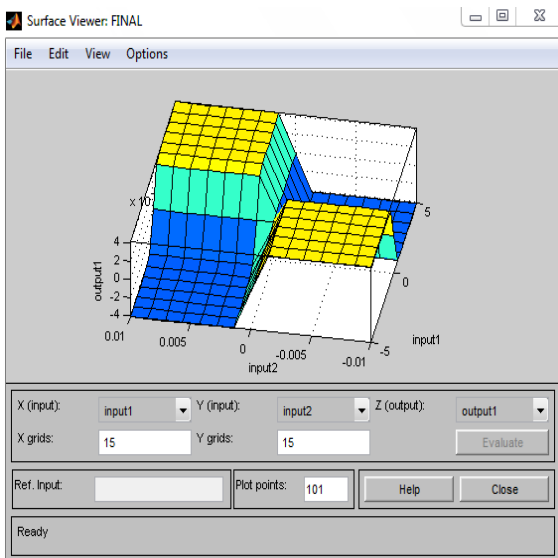 Surface Viewer: FINAL
File Edit View Options
x 10
4
2
0
-2
-4
output1
0.01
0.005
0
-0.005
-0.01
input2
5
0
-5
input1
X (input): input1 Y (input): input2 Z (output): output1
X grids: 15 Y grids: 15 Evaluate
Ref. Input: Plot points: 101 Help Close
Ready